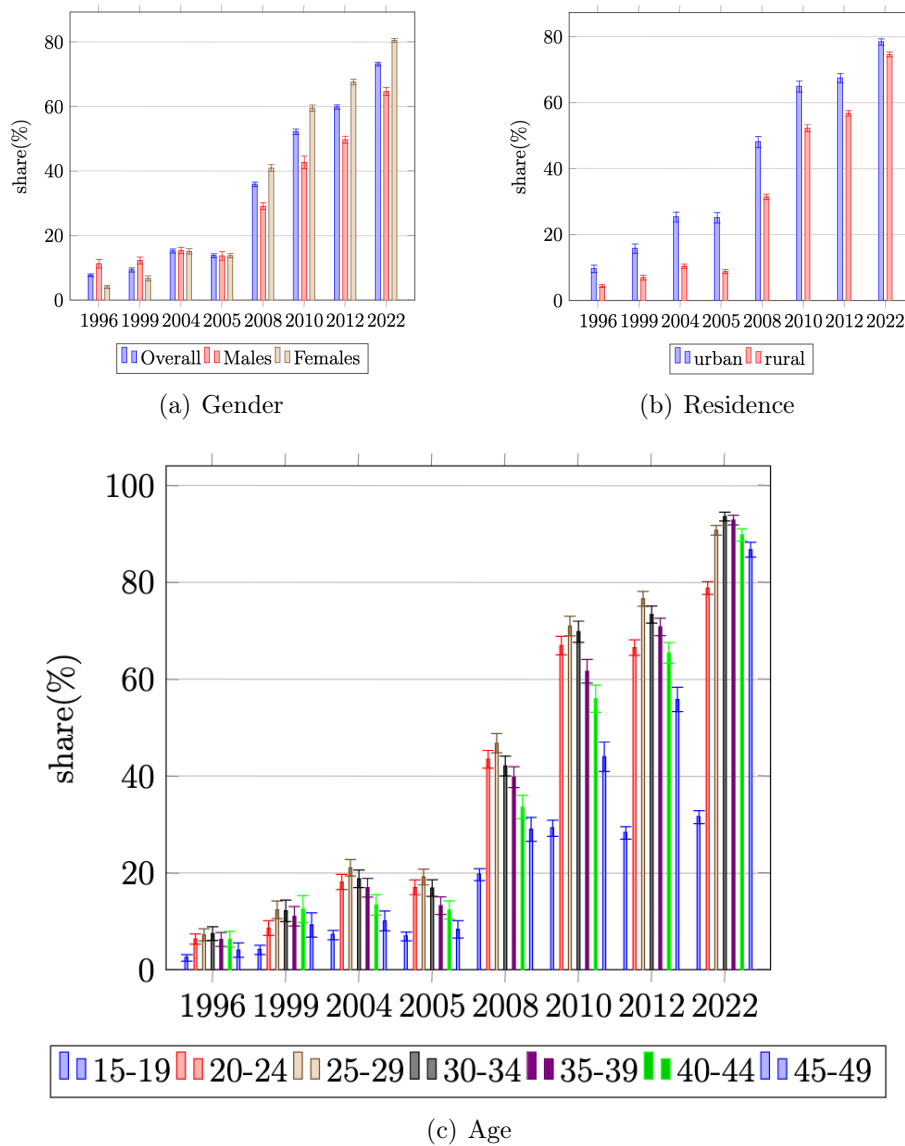 80
60
40
20
0
share(%)
1996 1999 2004 2005 2008 2010 2012 2022
Overall Males Females
(a) Gender
80
60
40
20
0
share(%)
1996 1999 2004 2005 2008 2010 2012 2022
urban rural
(b) Residence
100
80
60
40
20
0
share(%)
1996 1999 2004 2005 2008 2010 2012 2022
15-19 20-24 25-29 30-34 35-39 40-44 45-49
(c) Age